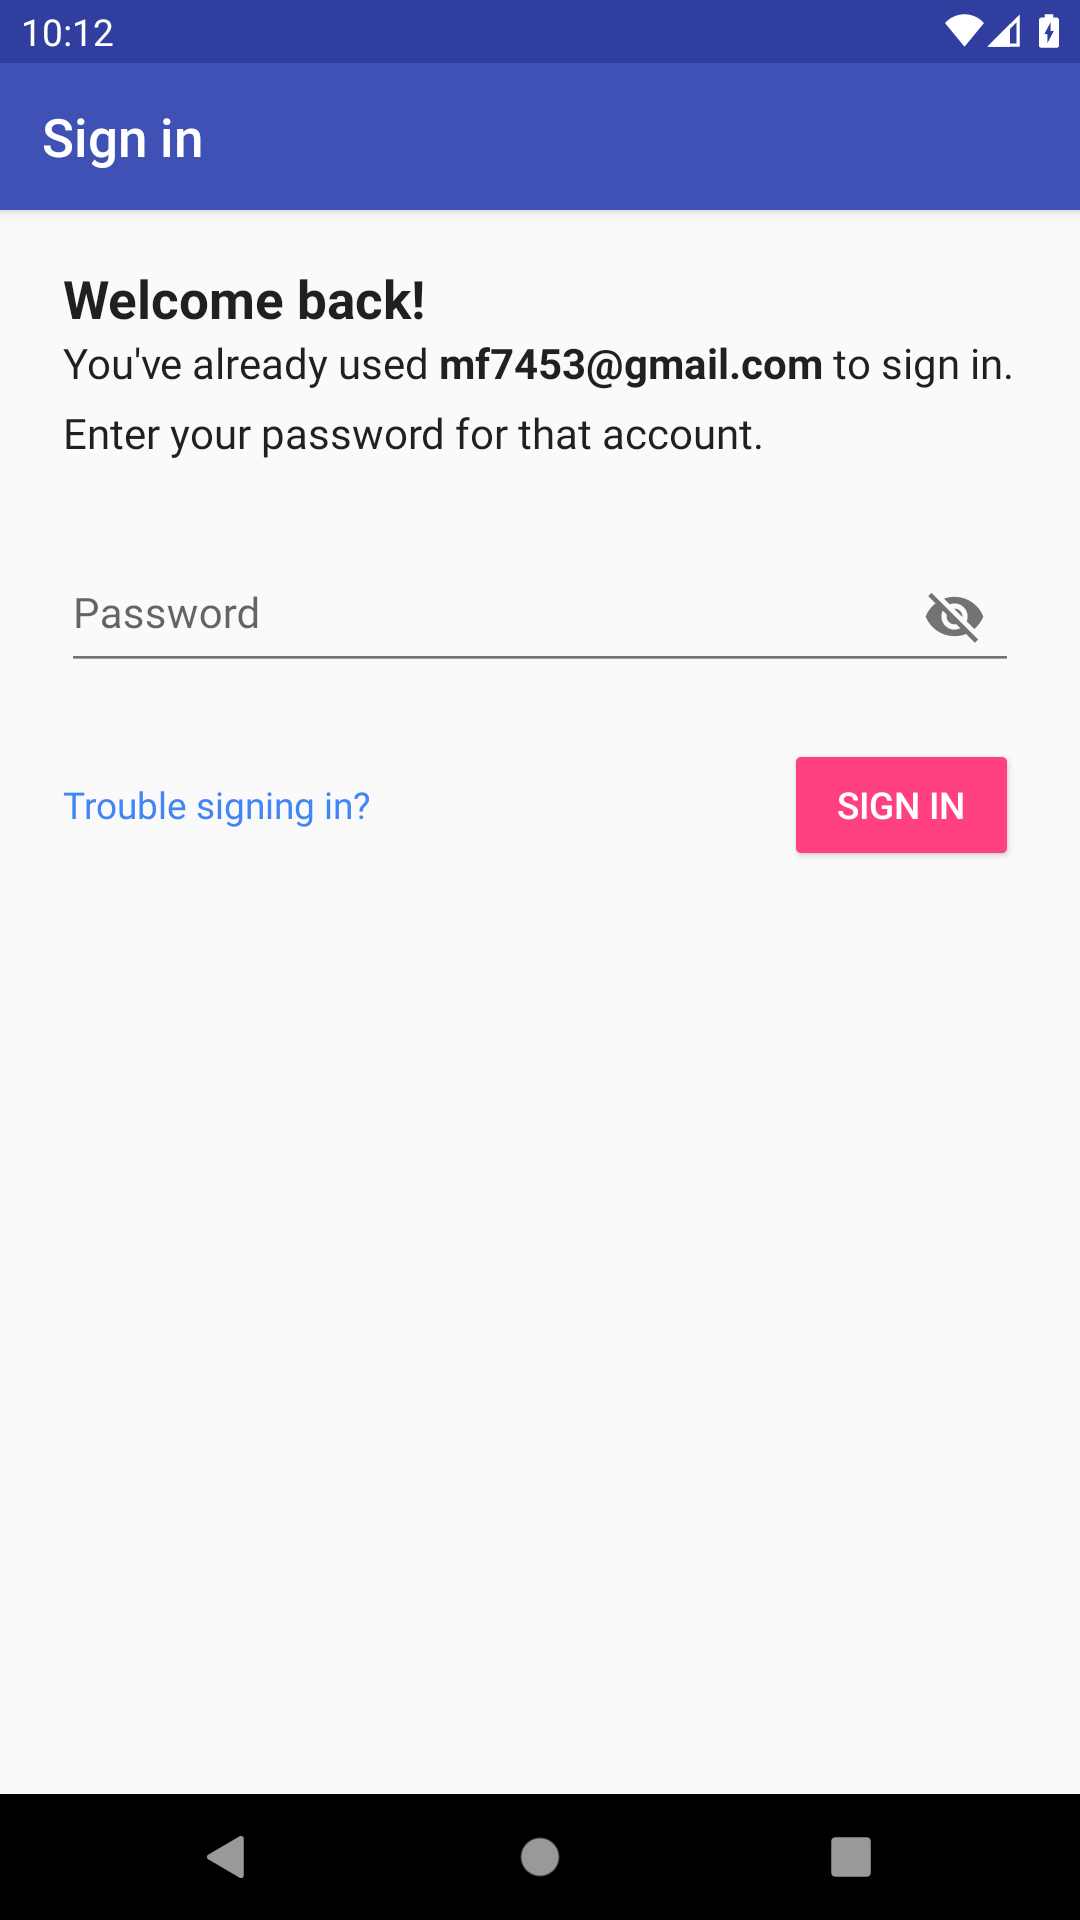 10:12
Sign in
Welcome back!
You've already used mf7453@gmail.com to sign in.
Enter your password for that account.
Password
Trouble signing in?
SIGN IN